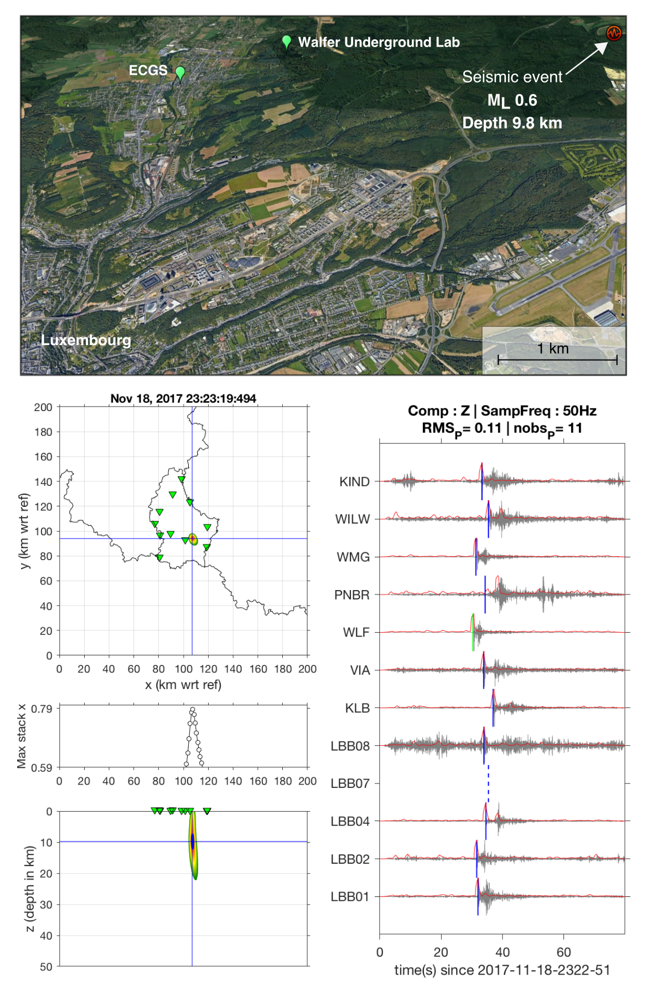 Walfer Underground Lab
ECGS
Seismic event
ML 0.6
Depth 9.8 km
Luxembourg
1 km
Nov 18, 2017 23:23:19:494
200
180
160
140
120
100
80
60
40
20
0
y (km wrt ref)
0 20 40 60 80 100 120 140 160 180 200
x (km wrt ref)
Max stack x
0.79
0.59
0 20 40 60 80 100 120 140 160 180 200
z (depth in km)
0
10
20
30
40
50
Comp : Z | SampFreq : 50Hz
RMSP= 0.11 | nobsP= 11
KIND
WILW
WMG
PNBR
WLF
VIA
KLB
LBB08
LBB07
LBB04
LBB02
LBB01
0 20 40 60
time(s) since 2017-11-18-2322-51